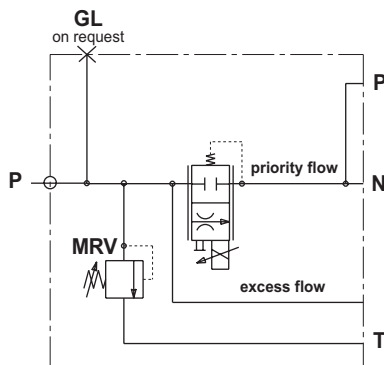 GL
on request
P
priority flow
P
N
MRV
excess flow
T